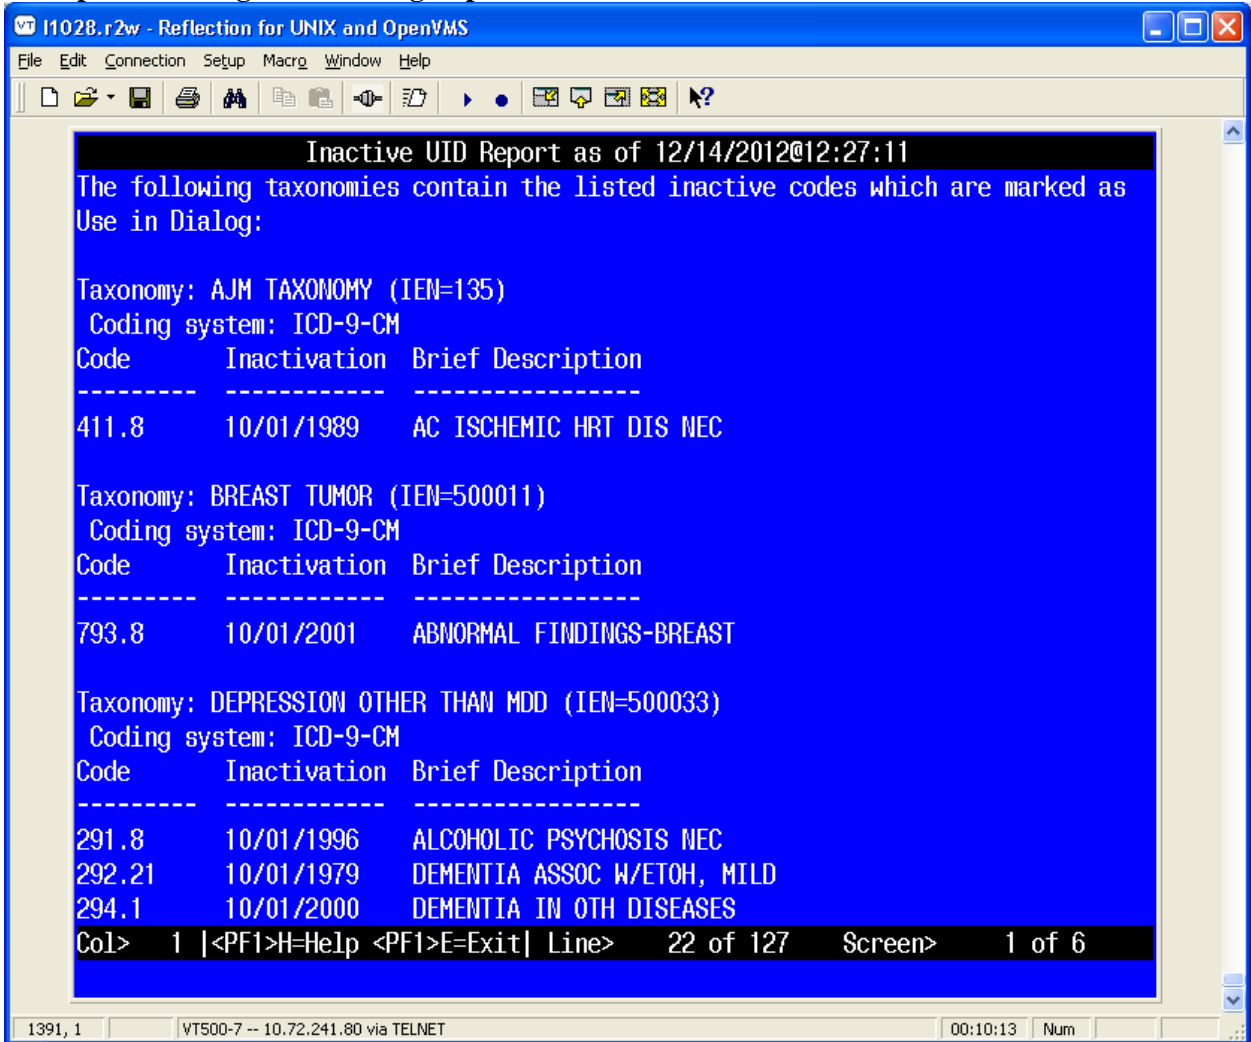 I1028.r2w - Reflection for UNIX and OpenVMS
File Edit Connection Setup Macro Window Help
Inactive UID Report as of 12/14/2012@12:27:11
The following taxonomies contain the listed inactive codes which are marked as
Use in Dialog:
Taxonomy: AJM TAXONOMY (IEN=135)
Coding system: ICD-9-CM
Code Inactivation Brief Description
--------- ------------ -----------------
411.8 10/01/1989 AC ISCHEMIC HRT DIS NEC
Taxonomy: BREAST TUMOR (IEN=500011)
Coding system: ICD-9-CM
Code Inactivation Brief Description
--------- ------------ -----------------
793.8 10/01/2001 ABNORMAL FINDINGS-BREAST
Taxonomy: DEPRESSION OTHER THAN MDD (IEN=500033)
Coding system: ICD-9-CM
Code Inactivation Brief Description
--------- ------------ -----------------
291.8 10/01/1996 ALCOHOLIC PSYCHOSIS NEC
292.21 10/01/1979 DEMENTIA ASSOC W/ETOH, MILD
294.1 10/01/2000 DEMENTIA IN OTH DISEASES
Col> 1 |<PF1>H=Help <PF1>E=Exit| Line> 22 of 127 Screen> 1 of 6
1391, 1 VT500-7 -- 10.72.241.80 via TELNET 00:10:13 Num